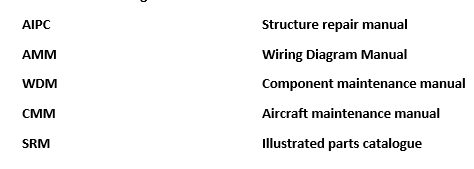 AIPC Structure repair manual
AMM Wiring Diagram Manual
WDM Component maintenance manual
CMM Aircraft maintenance manual
SRM Illustrated parts catalogue